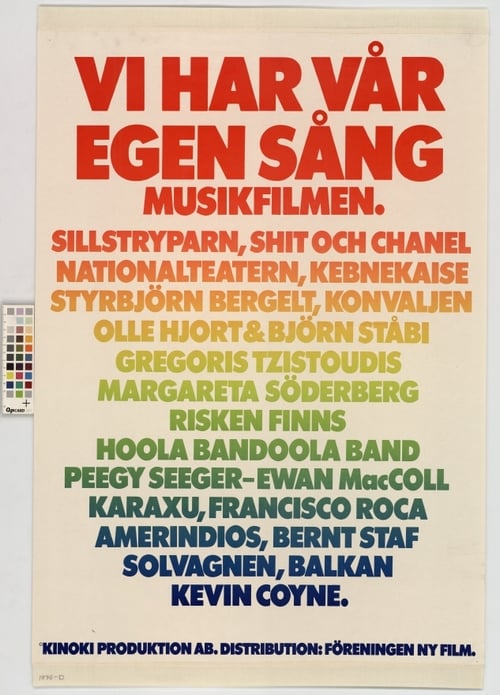 VI HAR VÅR
EGEN SÅNG
MUSIKFILMEN.
SILLSTRYPARN, SHIT OCH CHANEL
NATIONALTEATERN, KEBNEKAISE
STYRBJÖRN BERGELT, KONVALJEN
OLLE HJORT & BJÖRN STÅBI
GREGORIS TZISTOUDIS
MARGARETA SÖDERBERG
RISKEN FINNS
HOOLA BANDOOLA BAND
PEEGY SEEGER–EWAN MacCOLL
KARAXU, FRANCISCO ROCA
AMERINDIOS, BERNT STAF
SOLVAGNEN, BALKAN
KEVIN COYNE.
©KINOKI PRODUKTION AB. DISTRIBUTION: FÖRENINGEN NY FILM.